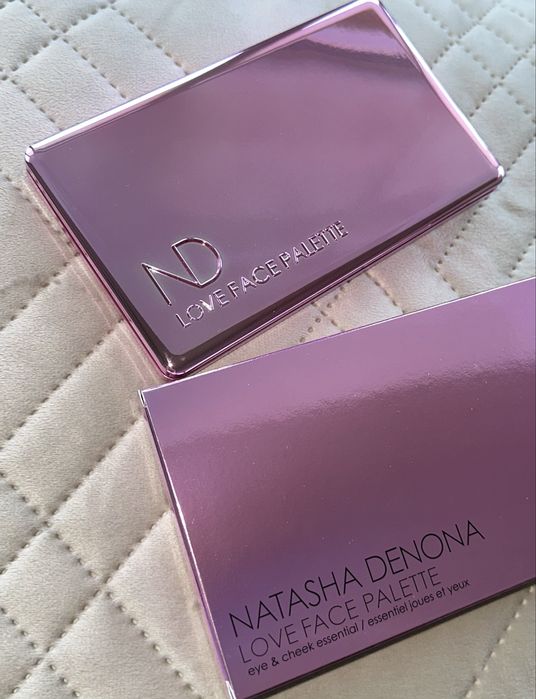 ND
LOVE FACE PALETTE
NATASHA DENONA
LOVE FACE PALETTE
eye & cheek essential / essentiel joues et yeux